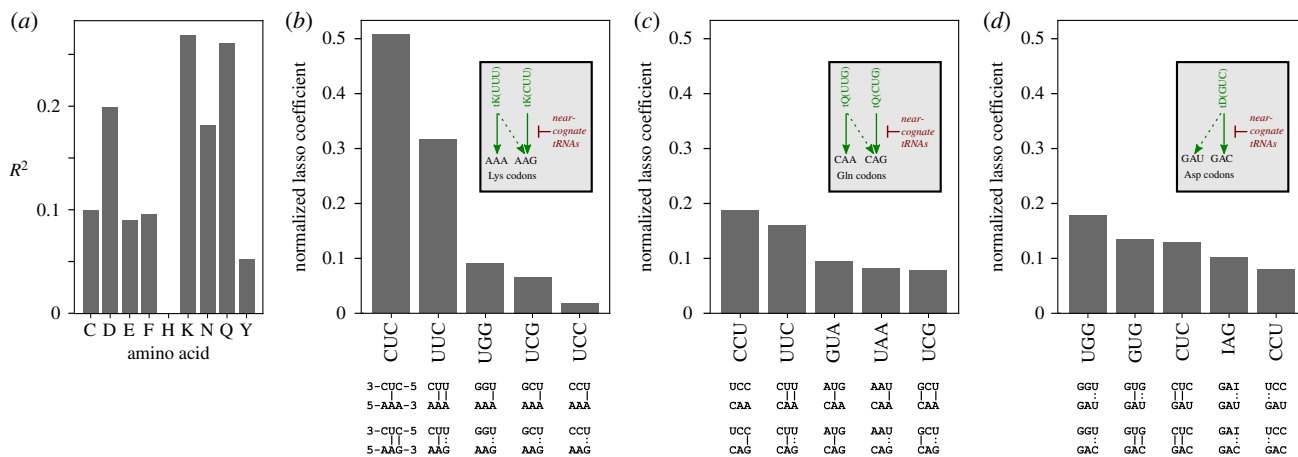 (a)
R²
0.2
0.1
0
C D E F H K N Q Y
amino acid
(b)
normalized lasso coefficient
0.5
0.4
0.3
0.2
0.1
0
tK(UUU)
tK(CUU)
near-
cognate
tRNAs
AAA AAG
Lys codons
CUC UUC UGG UCG UCC
3-CUC-5 CUU GGU GCU CCU
5-AAA-3 AAA AAA AAA AAA
3-CUC-5 CUU GGU GCU CCU
5-AAG-3 AAG AAG AAG AAG
(c)
normalized lasso coefficient
0.5
0.4
0.3
0.2
0.1
0
tQ(UUG)
tQ(CUG)
near-
cognate
tRNAs
CAA CAG
Gln codons
CCU UUC GUA UAA UCG
UCC CUU AUG AAU GCU
CAA CAA CAA CAA CAA
UCC CUU AUG AAU GCU
CAG CAG CAG CAG CAG
(d)
normalized lasso coefficient
0.5
0.4
0.3
0.2
0.1
0
tD(GUC)
near-
cognate
tRNAs
GAU GAC
Asp codons
UGG GUG CUC IAG CCU
GGU GUG CUC GAI UCC
GAU GAU GAU GAU GAU
GGU GUG CUC GAI UCC
GAC GAC GAC GAC GAC